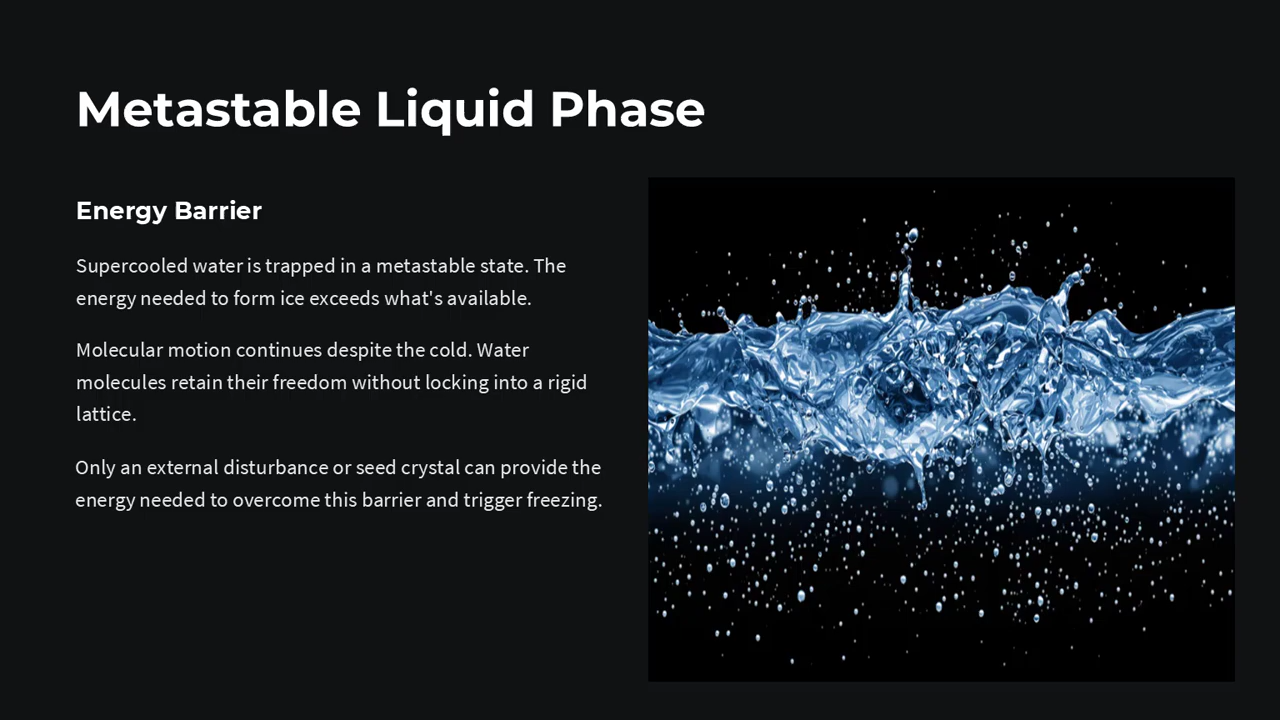 Metastable Liquid Phase
Energy Barrier
Supercooled water is trapped in a metastable state. The
energy needed to form ice exceeds what's available.
Molecular motion continues despite the cold. Water
molecules retain their freedom without locking into a rigid
lattice.
Only an external disturbance or seed crystal can provide the
energy needed to overcome this barrier and trigger freezing.